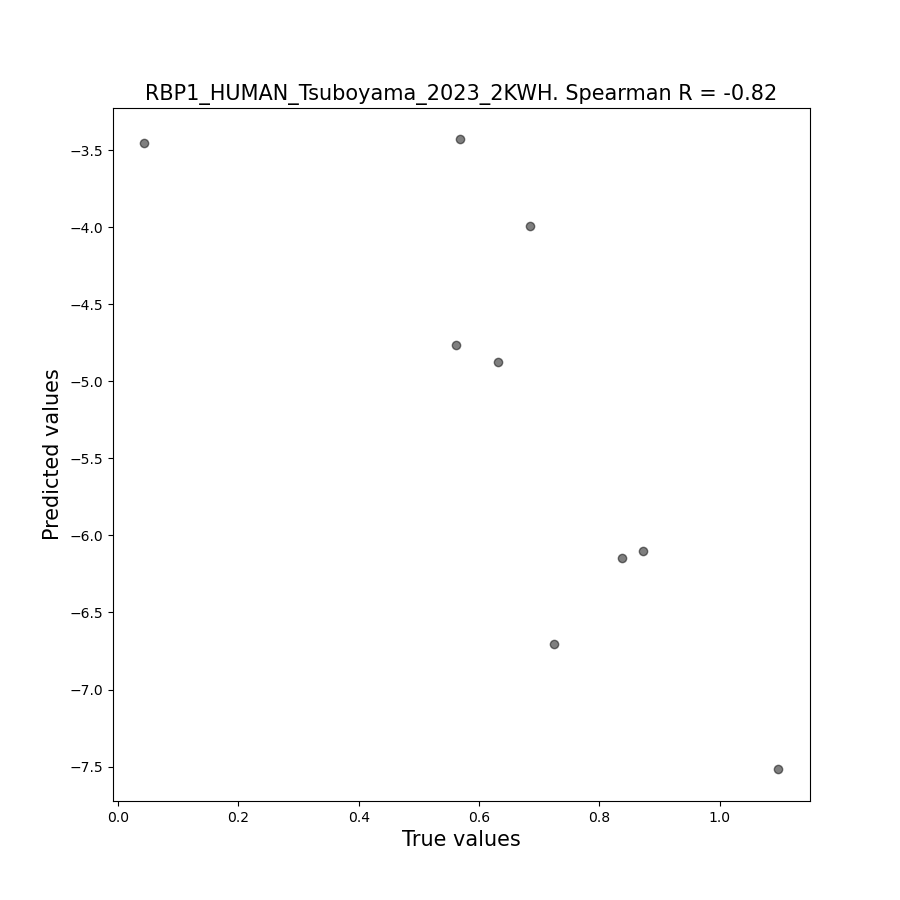 RBP1_HUMAN_Tsuboyama_2023_2KWH. Spearman R = -0.82
Predicted values
−3.5
−4.0
−4.5
−5.0
−5.5
−6.0
−6.5
−7.0
−7.5
0.0 0.2 0.4 0.6 0.8 1.0
True values